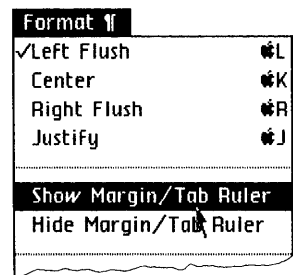 Format ¶
✓Left Flush L
Center K
Right Flush R
Justify J
Show Margin/Tab Ruler
Hide Margin/Tab Ruler